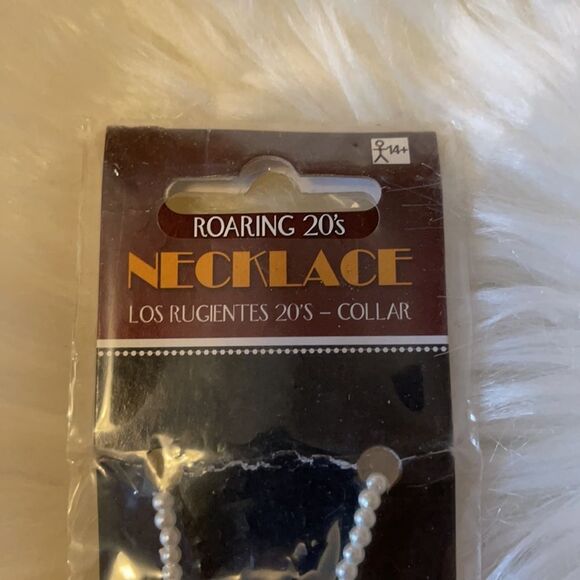 14+
ROARING 20's
NECKLACE
LOS RUGIENTES 20'S – COLLAR